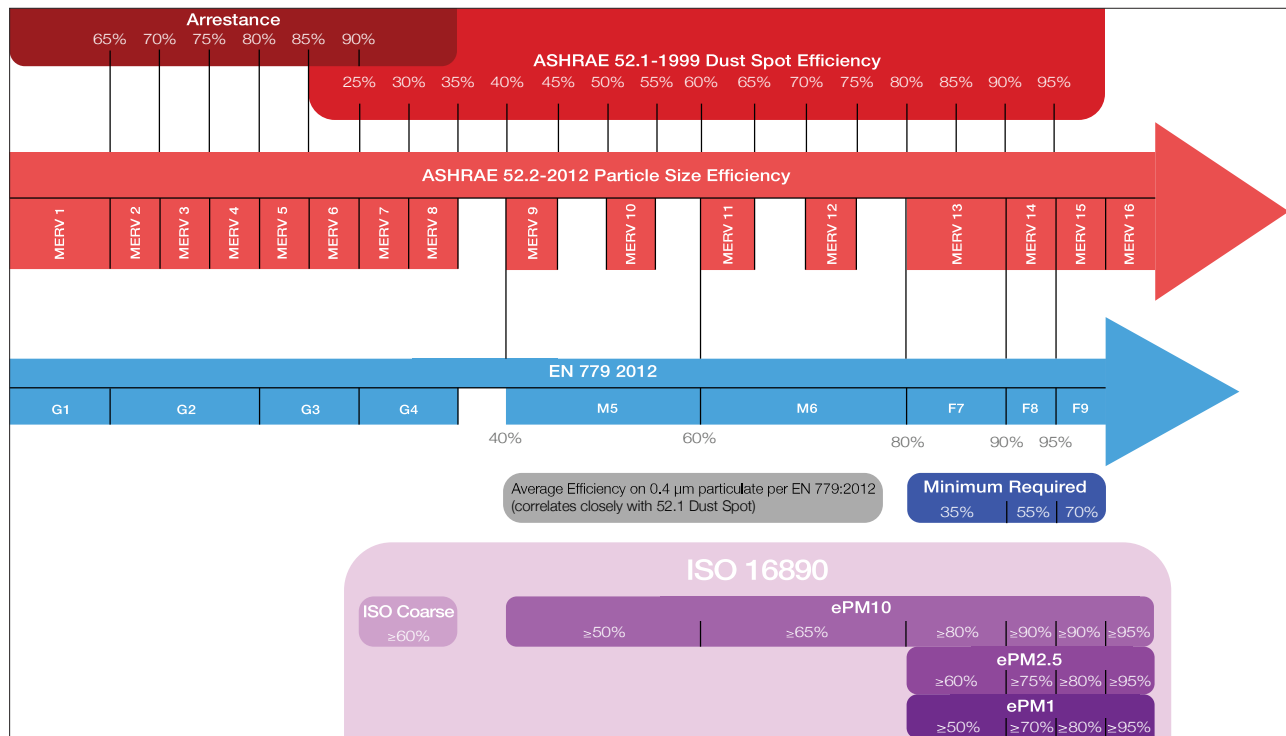 Arrestance
65% 70% 75% 80% 85% 90%
ASHRAE 52.1-1999 Dust Spot Efficiency
25% 30% 35% 40% 45% 50% 55% 60% 65% 70% 75% 80% 85% 90% 95%
ASHRAE 52.2-2012 Particle Size Efficiency
MERV 1 MERV 2 MERV 3 MERV 4 MERV 5 MERV 6 MERV 7 MERV 8 MERV 9 MERV 10 MERV 11 MERV 12 MERV 13 MERV 14 MERV 15 MERV 16
EN 779 2012
G1 G2 G3 G4 M5 M6 F7 F8 F9
40% 60% 80% 90% 95%
Average Efficiency on 0.4 µm particulate per EN 779:2012
(correlates closely with 52.1 Dust Spot)
Minimum Required
35% 55% 70%
ISO 16890
ISO Coarse
≥60%
ePM10
≥50% ≥65% ≥80% ≥90% ≥90% ≥95%
ePM2.5
≥60% ≥75% ≥80% ≥95%
ePM1
≥50% ≥70% ≥80% ≥95%